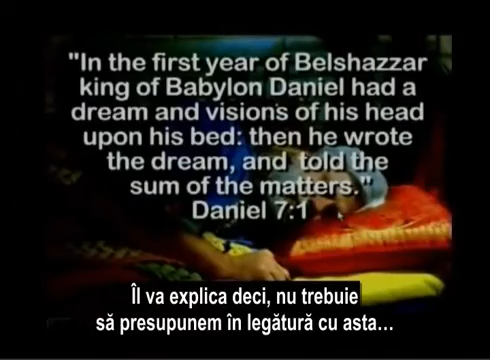 "In the first year of Belshazzar
king of Babylon Daniel had a
dream and visions of his head
upon his bed: then he wrote
the dream, and told the
sum of the matters."
Daniel 7:1
Îl va explica deci, nu trebuie
să presupunem în legătură cu asta...